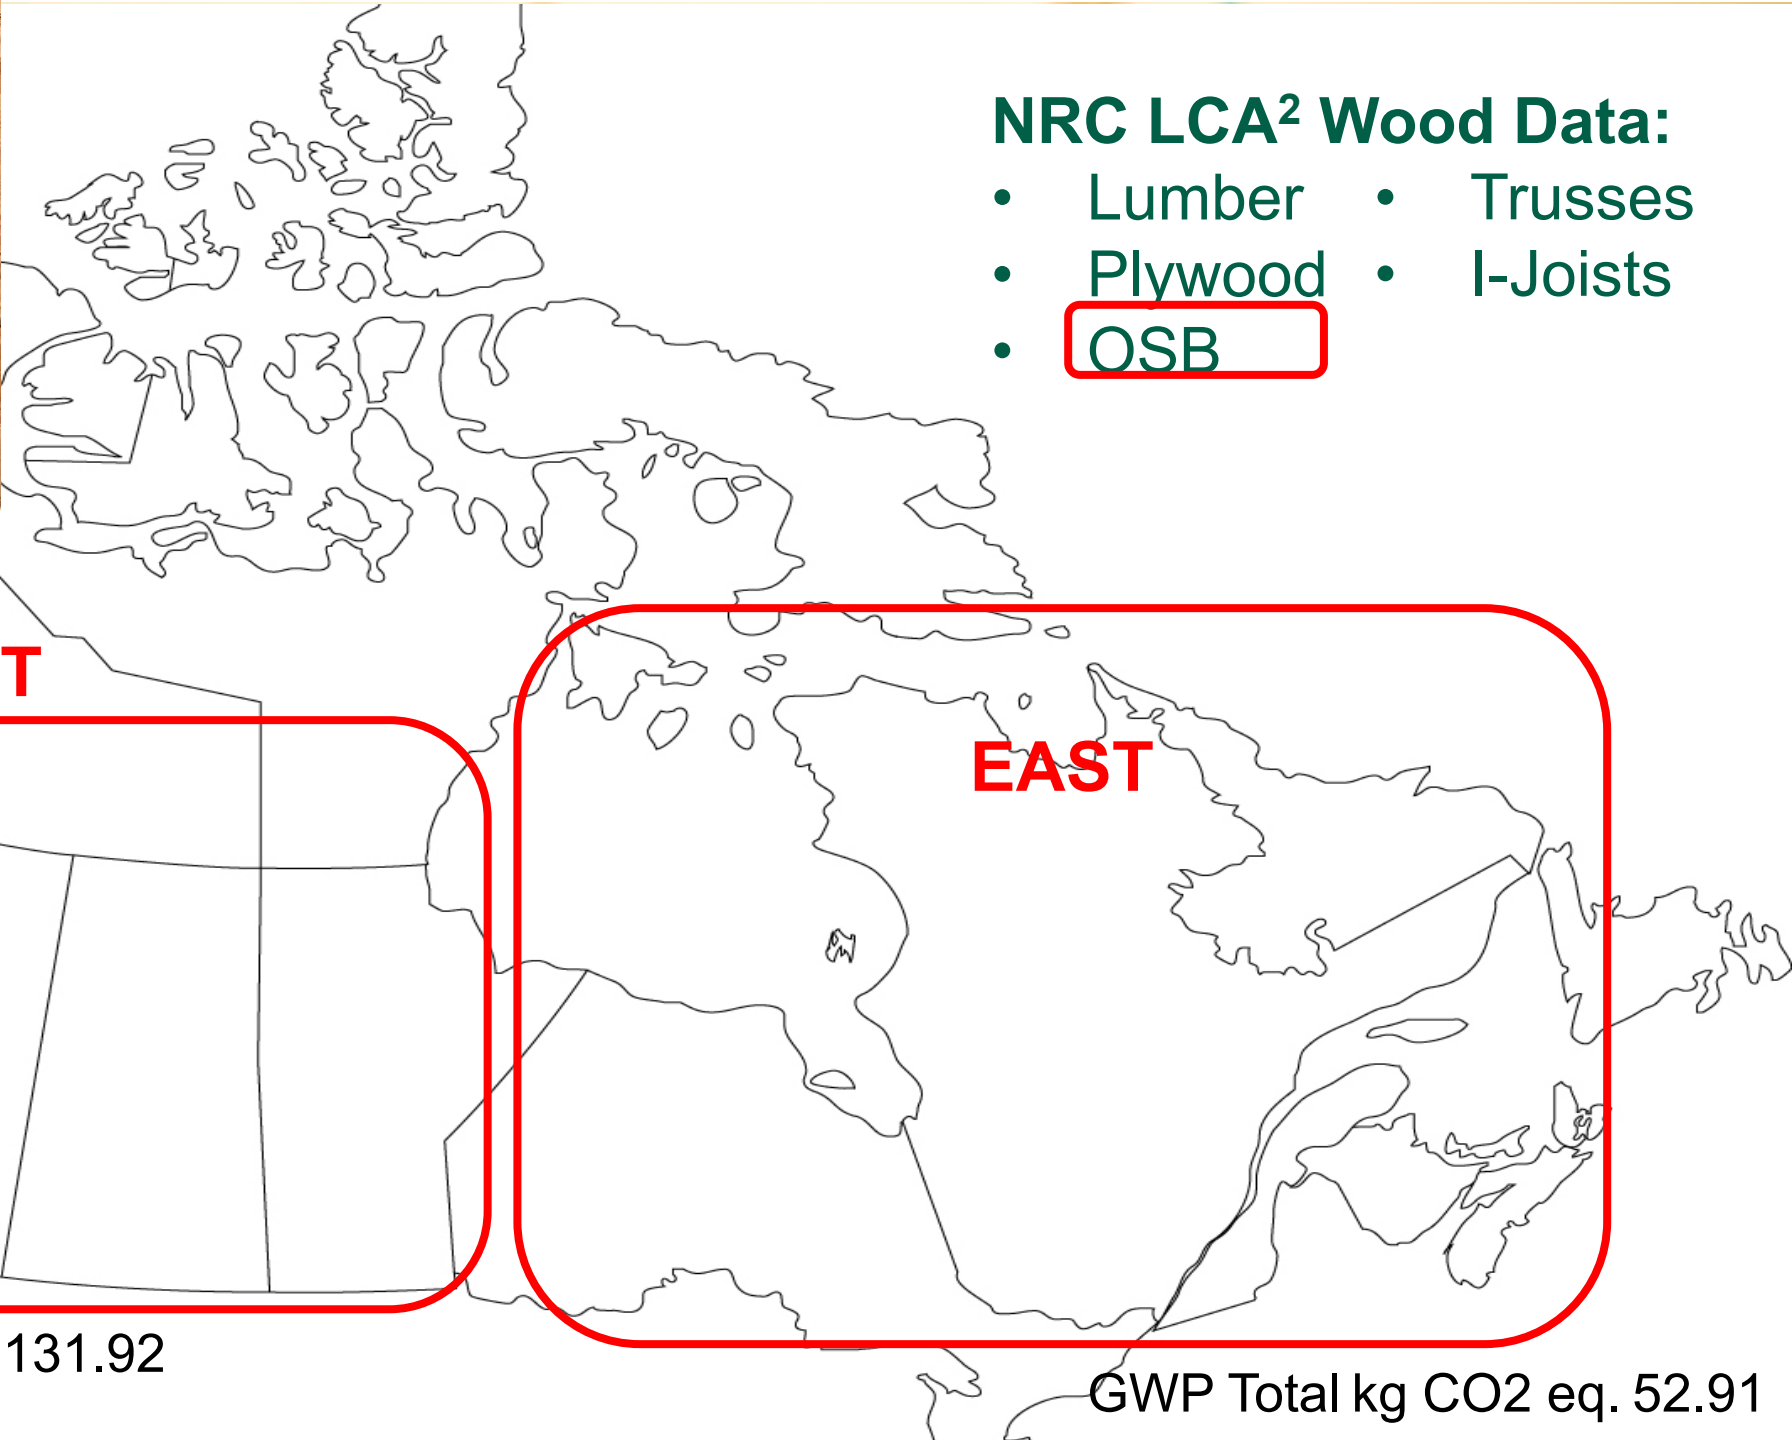 NRC LCA² Wood Data:
• Lumber • Trusses
• Plywood • I-Joists
• OSB
T
EAST
131.92
GWP Total kg CO2 eq. 52.91